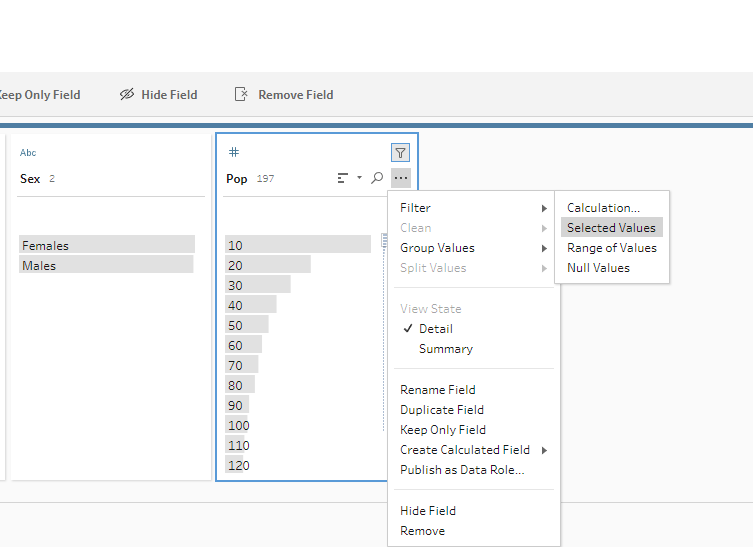 eep Only Field
Hide Field
Remove Field
Abc
Sex 2
Females
Males
#
Pop 197
10
20
30
40
50
60
70
80
90
100
110
120
Filter
Clean
Group Values
Split Values
View State
✓ Detail
Summary
Rename Field
Duplicate Field
Keep Only Field
Create Calculated Field
Publish as Data Role...
Hide Field
Remove
Calculation...
Selected Values
Range of Values
Null Values